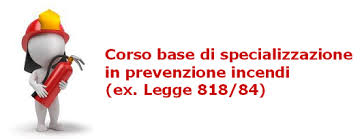 Corso base di specializzazione
in prevenzione incendi
(ex. Legge 818/84)